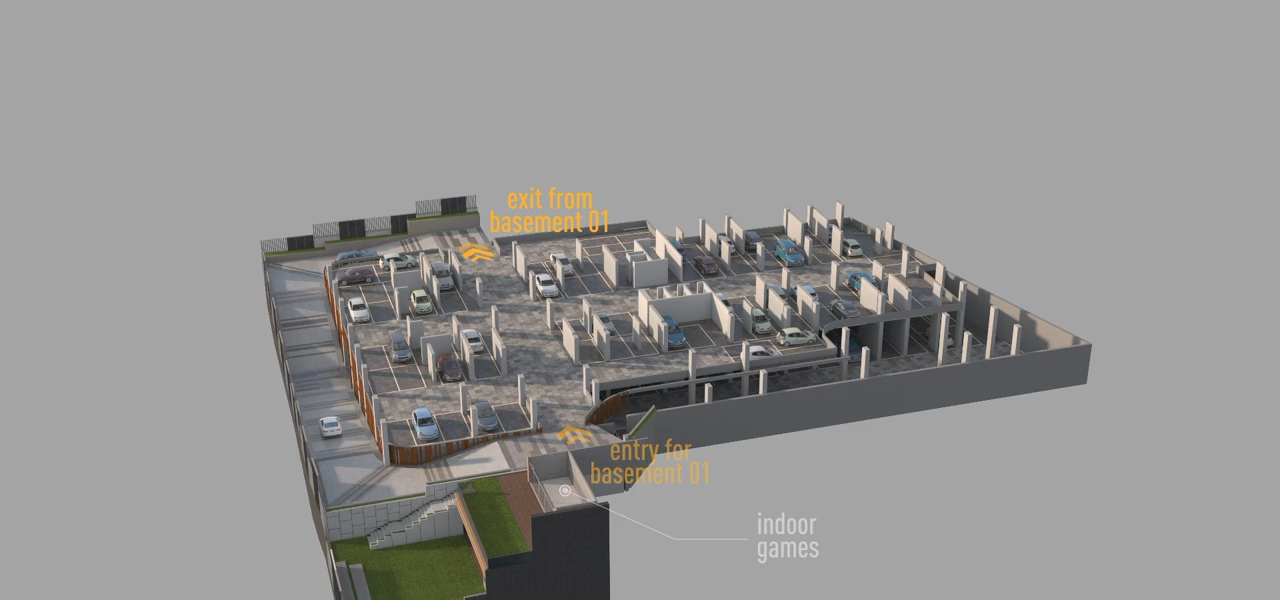 exit from
basement 01
entry for
basement 01
indoor
games